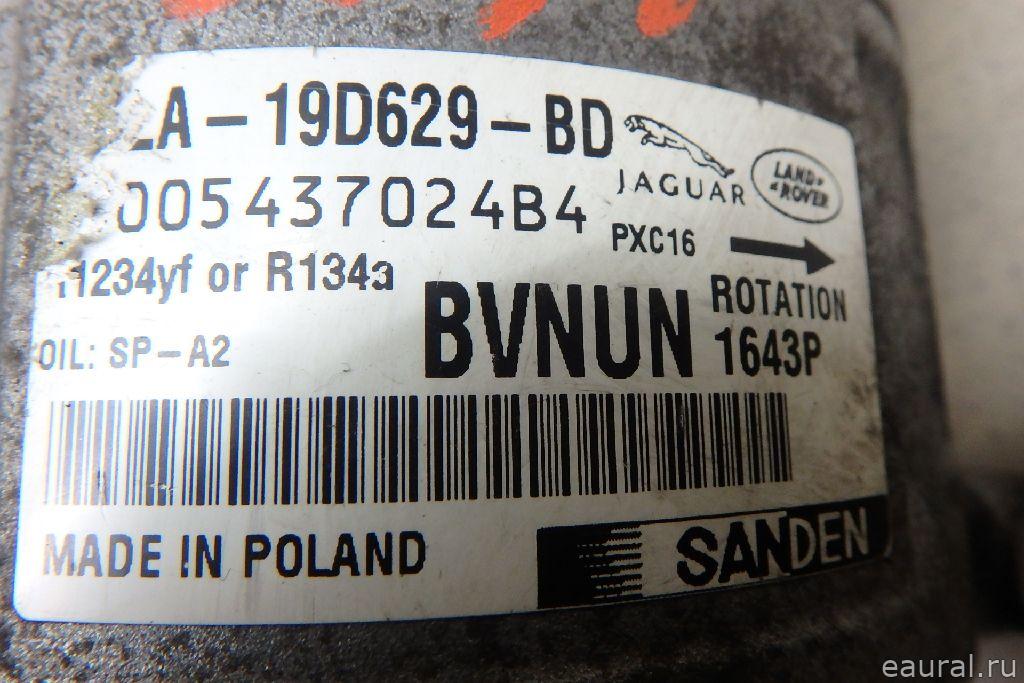 LA-19D629-BD
JAGUAR
LAND ROVER
005437024B4
PXC16
R1234yf or R134a
ROTATION
OIL: SP-A2
BVNUN
1643P
MADE IN POLAND
SANDEN
eaural.ru